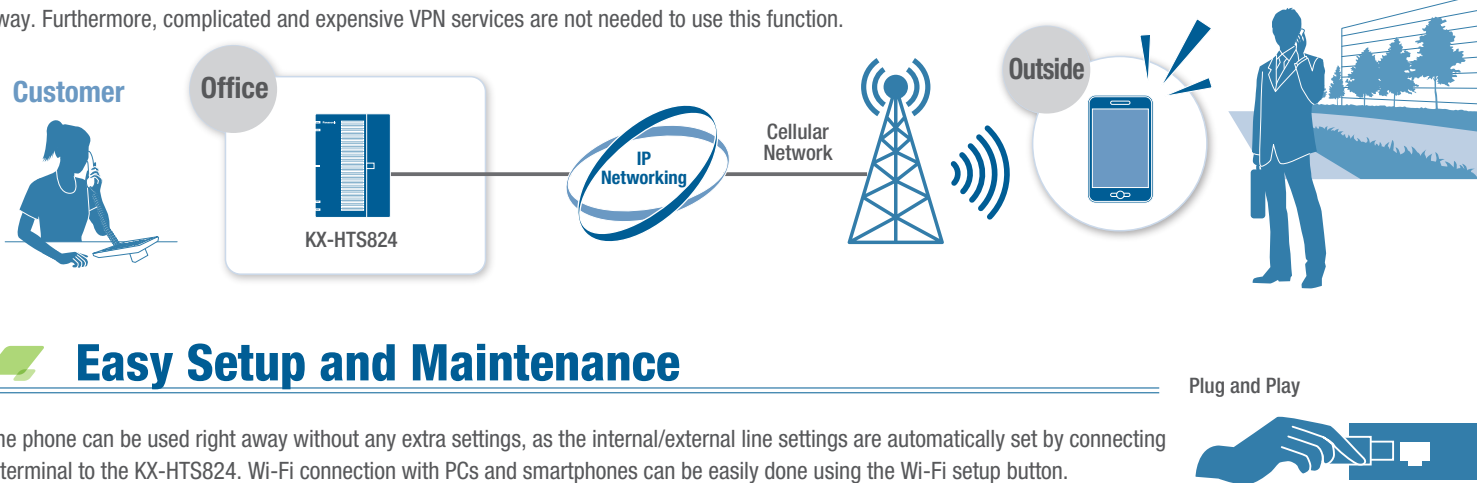 way. Furthermore, complicated and expensive VPN services are not needed to use this function.
Customer
Office
KX-HTS824
IP
Networking
Cellular
Network
Outside
Easy Setup and Maintenance
Plug and Play
phone can be used right away without any extra settings, as the internal/external line settings are automatically set by connecting
terminal to the KX-HTS824. Wi-Fi connection with PCs and smartphones can be easily done using the Wi-Fi setup button.